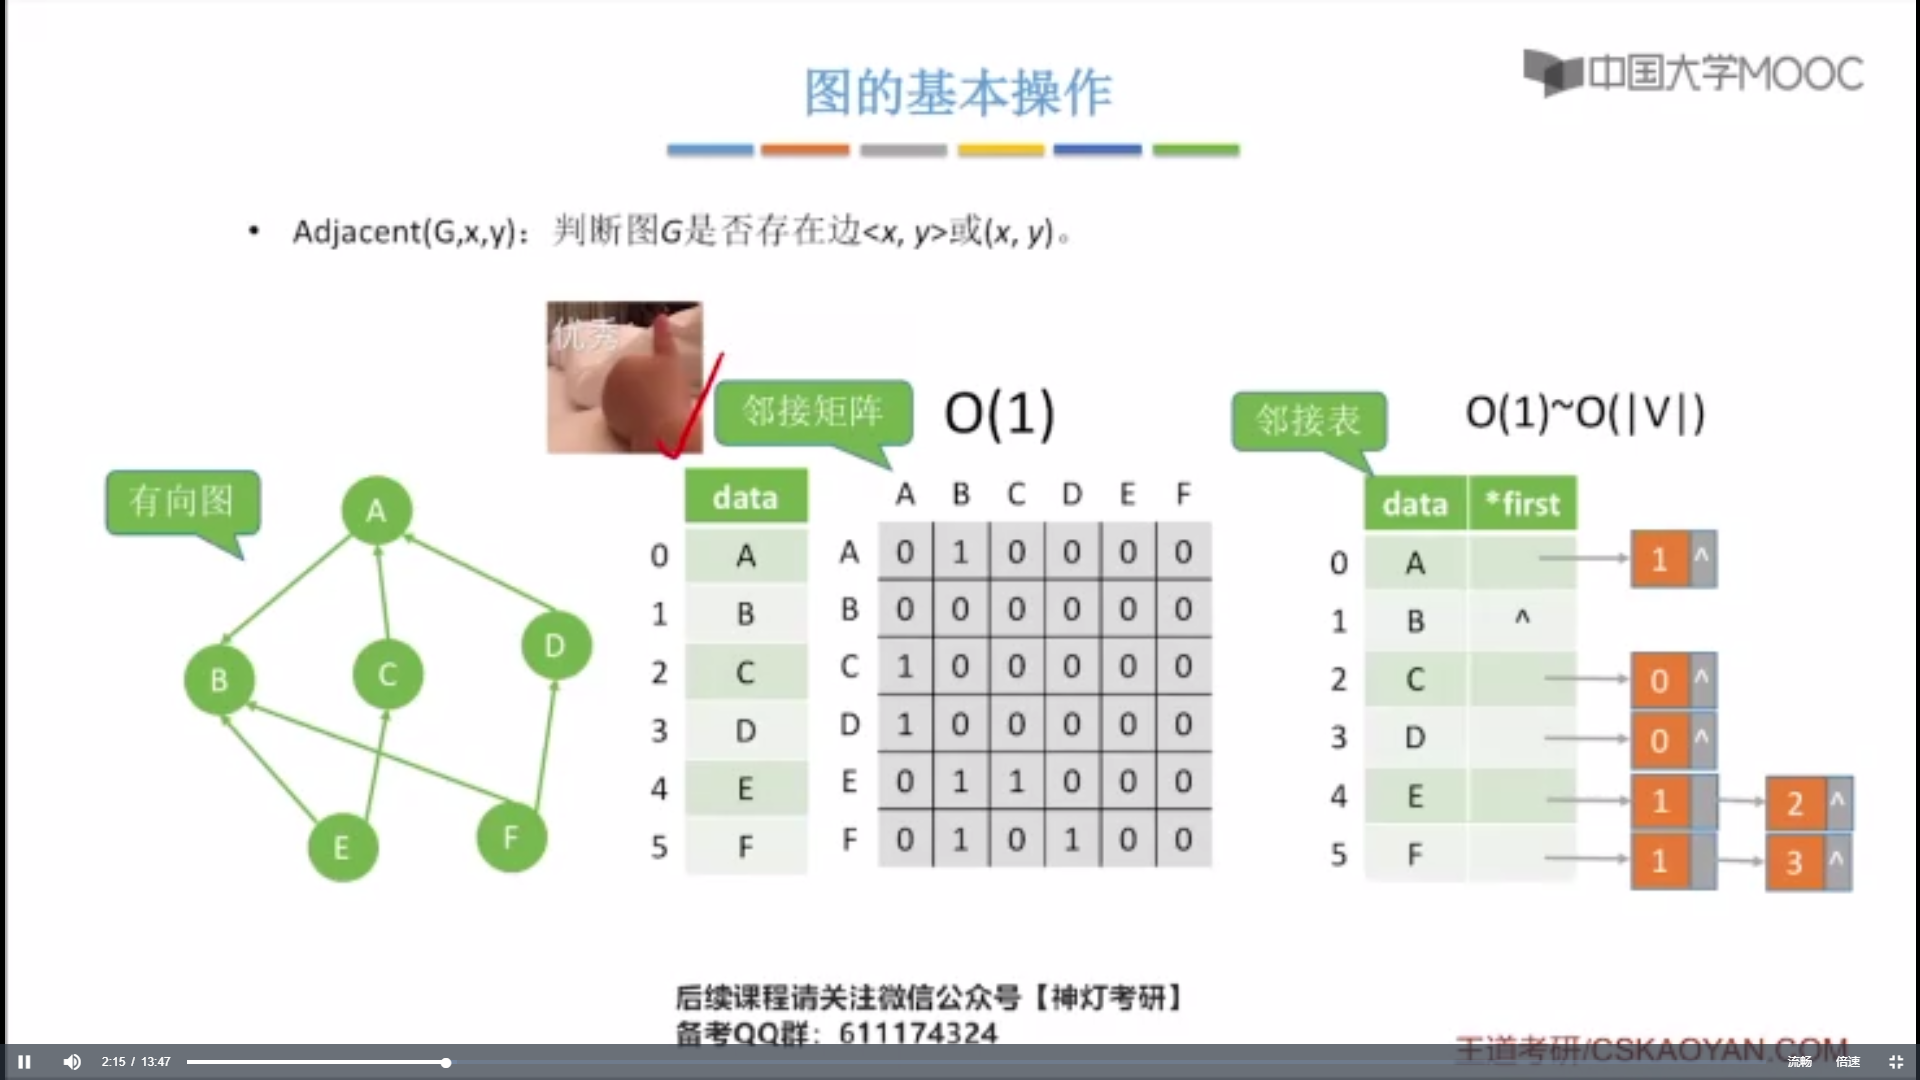 中国大学MOOC
图的基本操作
• Adjacent(G,x,y)：判断图G是否存在边<x, y>或(x, y)。
优秀
邻接矩阵
O(1)
邻接表
O(1)~O(|V|)
有向图
A
B
C
D
E
F
data
0 A
1 B
2 C
3 D
4 E
5 F
A B C D E F
A 0 1 0 0 0 0
B 0 0 0 0 0 0
C 1 0 0 0 0 0
D 1 0 0 0 0 0
E 0 1 1 0 0 0
F 0 1 0 1 0 0
data *first
0 A 1 ^
1 B ^
2 C 0 ^
3 D 0 ^
4 E 1 2 ^
5 F 1 3 ^
后续课程请关注微信公众号【神灯考研】
备考QQ群：611174324
王道考研/CSKAOYAN.COM
2:15 / 13:47
流畅 倍速